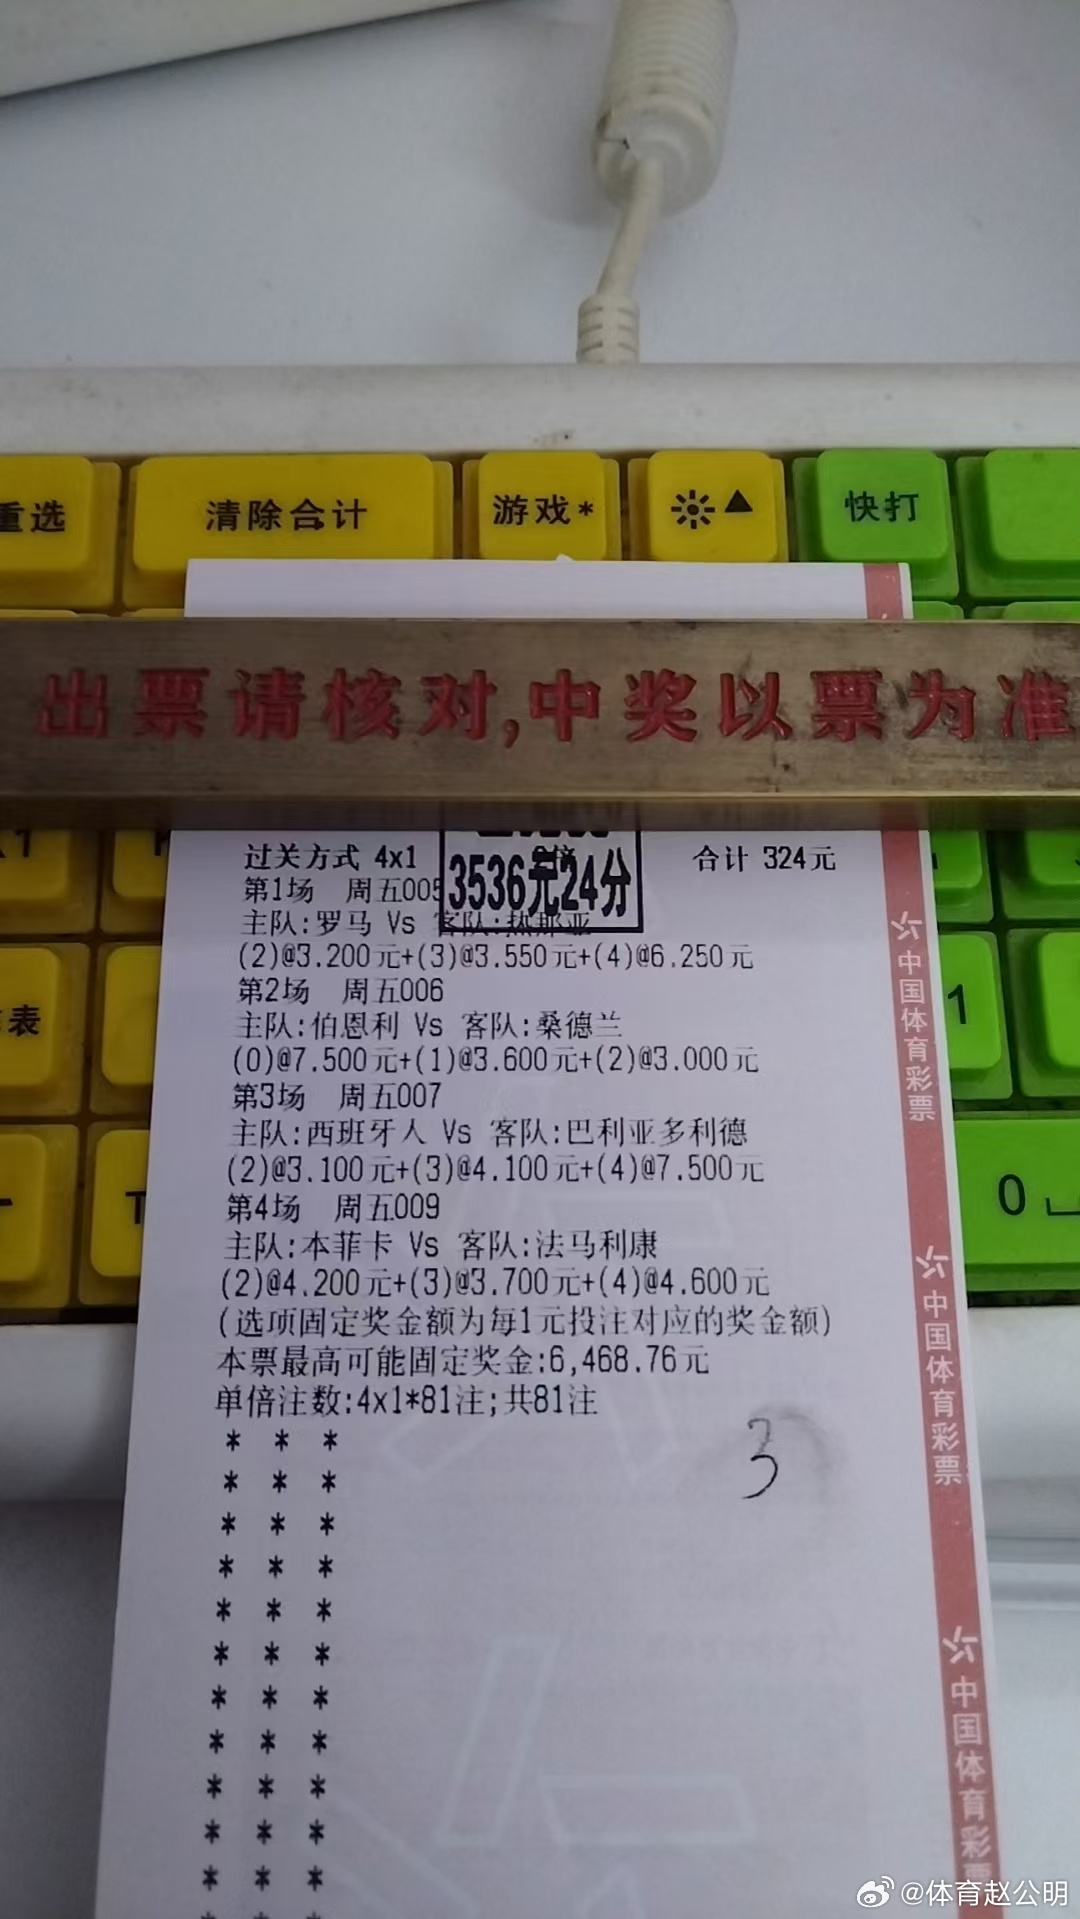 重选
清除合计
游戏*
▲
快打
出票请核对,中奖以票为准
过关方式 4x1
合计 324元
3536元24分
第1场 周五005
主队:罗马 Vs 客队:热那亚
(2)@3.200元+(3)@3.550元+(4)@6.250元
第2场 周五006
主队:伯恩利 Vs 客队:桑德兰
(0)@7.500元+(1)@3.600元+(2)@3.000元
第3场 周五007
主队:西班牙人 Vs 客队:巴利亚多利德
(2)@3.100元+(3)@4.100元+(4)@7.500元
第4场 周五009
主队:本菲卡 Vs 客队:法马利康
(2)@4.200元+(3)@3.700元+(4)@4.600元
(选项固定奖金额为每1元投注对应的奖金额)
本票最高可能固定奖金:6,468.76元
单倍注数:4x1*81注;共81注
* * *
* * *
* * *
* * *
* * *
* * *
* * *
* * *
* * *
* * *
* * *
* * *
3
中国体育彩票
中国体育彩票
中国体育彩票
表
1
0
@体育赵公明